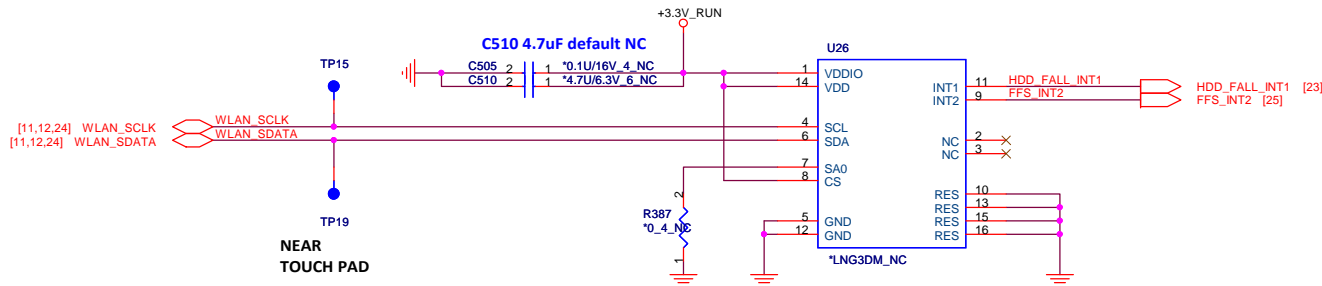 +3.3V_RUN
C510 4.7uF default NC
U26
TP15
C505 2 1 *0.1U/16V_4_NC
C510 2 1 *4.7U/6.3V_6_NC
1 VDDIO
14 VDD
INT1 11 HDD_FALL_INT1 HDD_FALL_INT1 [23]
INT2 9 FFS_INT2 FFS_INT2 [25]
[11,12,24] WLAN_SCLK WLAN_SCLK 4 SCL
[11,12,24] WLAN_SDATA WLAN_SDATA 6 SDA
NC 2
NC 3
7 SA0
8 CS
2
RES 10
RES 13
RES 15
RES 16
R387
*0_4_NC
1
5 GND
12 GND
TP19
NEAR
TOUCH PAD
*LNG3DM_NC